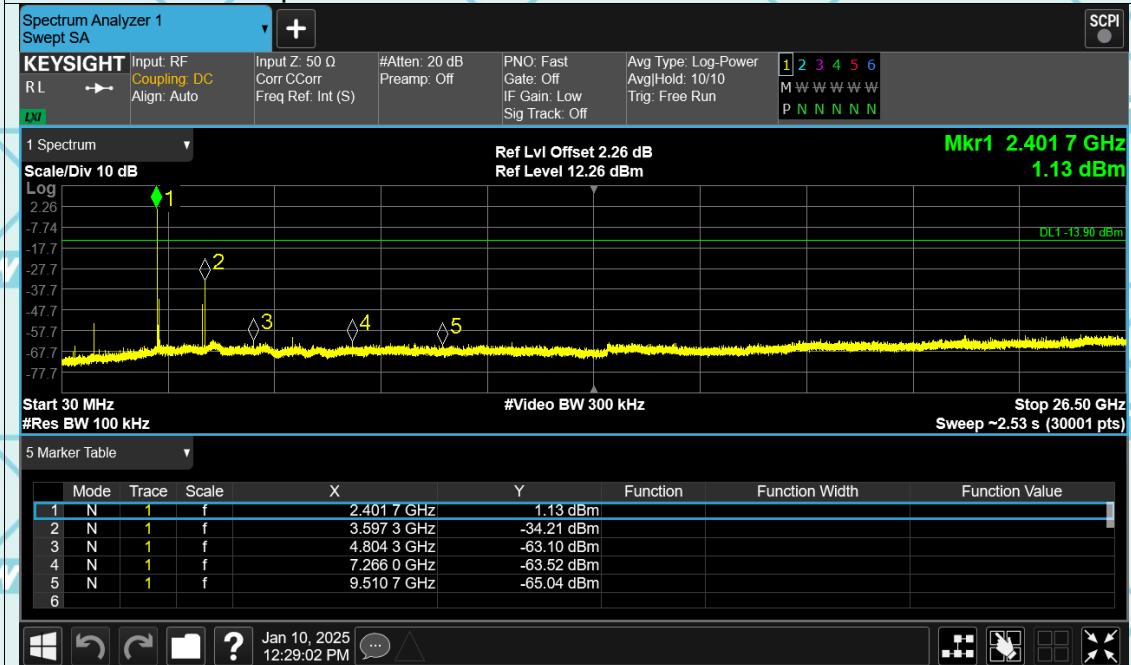 Spectrum Analyzer 1
Swept SA
+
SCPI
KEYSIGHT
RL
LXI
Input: RF
Coupling: DC
Align: Auto
Input Z: 50 Ω
Corr CCorr
Freq Ref: Int (S)
#Atten: 20 dB
Preamp: Off
PNO: Fast
Gate: Off
IF Gain: Low
Sig Track: Off
Avg Type: Log-Power
Avg|Hold: 10/10
Trig: Free Run
1 2 3 4 5 6
M W W W W W
P N N N N N
1 Spectrum
Scale/Div 10 dB
Ref Lvl Offset 2.26 dB
Ref Level 12.26 dBm
Mkr1 2.401 7 GHz
1.13 dBm
Log
2.26
-7.74
-17.7
-27.7
-37.7
-47.7
-57.7
-67.7
-77.7
1
2
3
4
5
DL1 -13.90 dBm
Start 30 MHz
#Video BW 300 kHz
Stop 26.50 GHz
#Res BW 100 kHz
Sweep ~2.53 s (30001 pts)
5 Marker Table
Mode Trace Scale X Y Function Function Width Function Value
1 N 1 f 2.401 7 GHz 1.13 dBm
2 N 1 f 3.597 3 GHz -34.21 dBm
3 N 1 f 4.804 3 GHz -63.10 dBm
4 N 1 f 7.266 0 GHz -63.52 dBm
5 N 1 f 9.510 7 GHz -65.04 dBm
6
?
Jan 10, 2025
12:29:02 PM